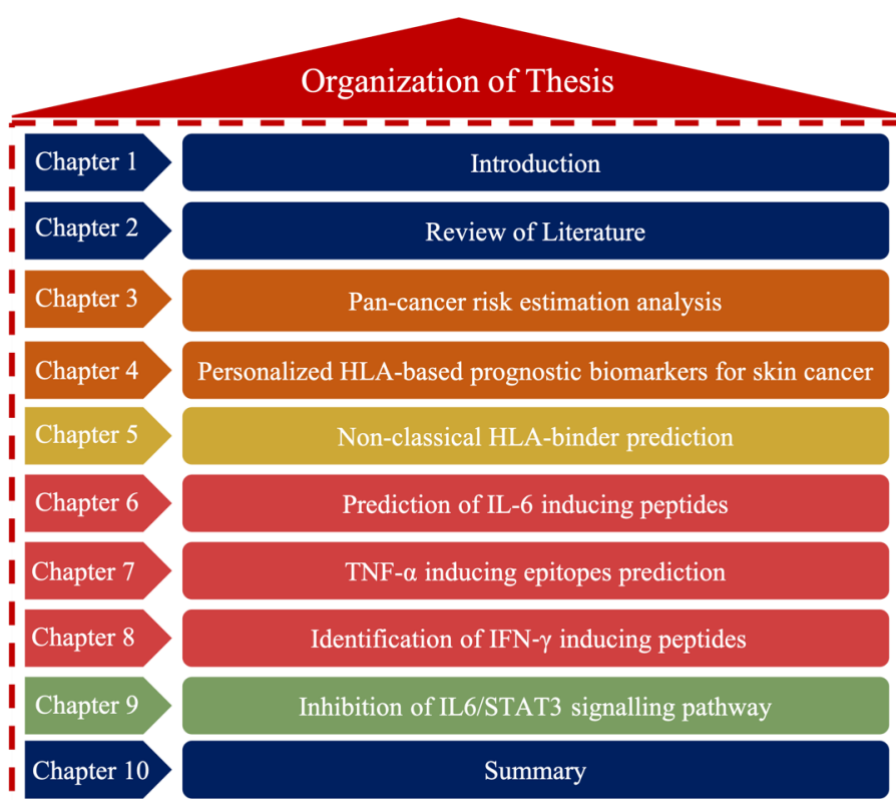 Organization of Thesis
Chapter 1 Introduction
Chapter 2 Review of Literature
Chapter 3 Pan-cancer risk estimation analysis
Chapter 4 Personalized HLA-based prognostic biomarkers for skin cancer
Chapter 5 Non-classical HLA-binder prediction
Chapter 6 Prediction of IL-6 inducing peptides
Chapter 7 TNF-α inducing epitopes prediction
Chapter 8 Identification of IFN-γ inducing peptides
Chapter 9 Inhibition of IL6/STAT3 signalling pathway
Chapter 10 Summary